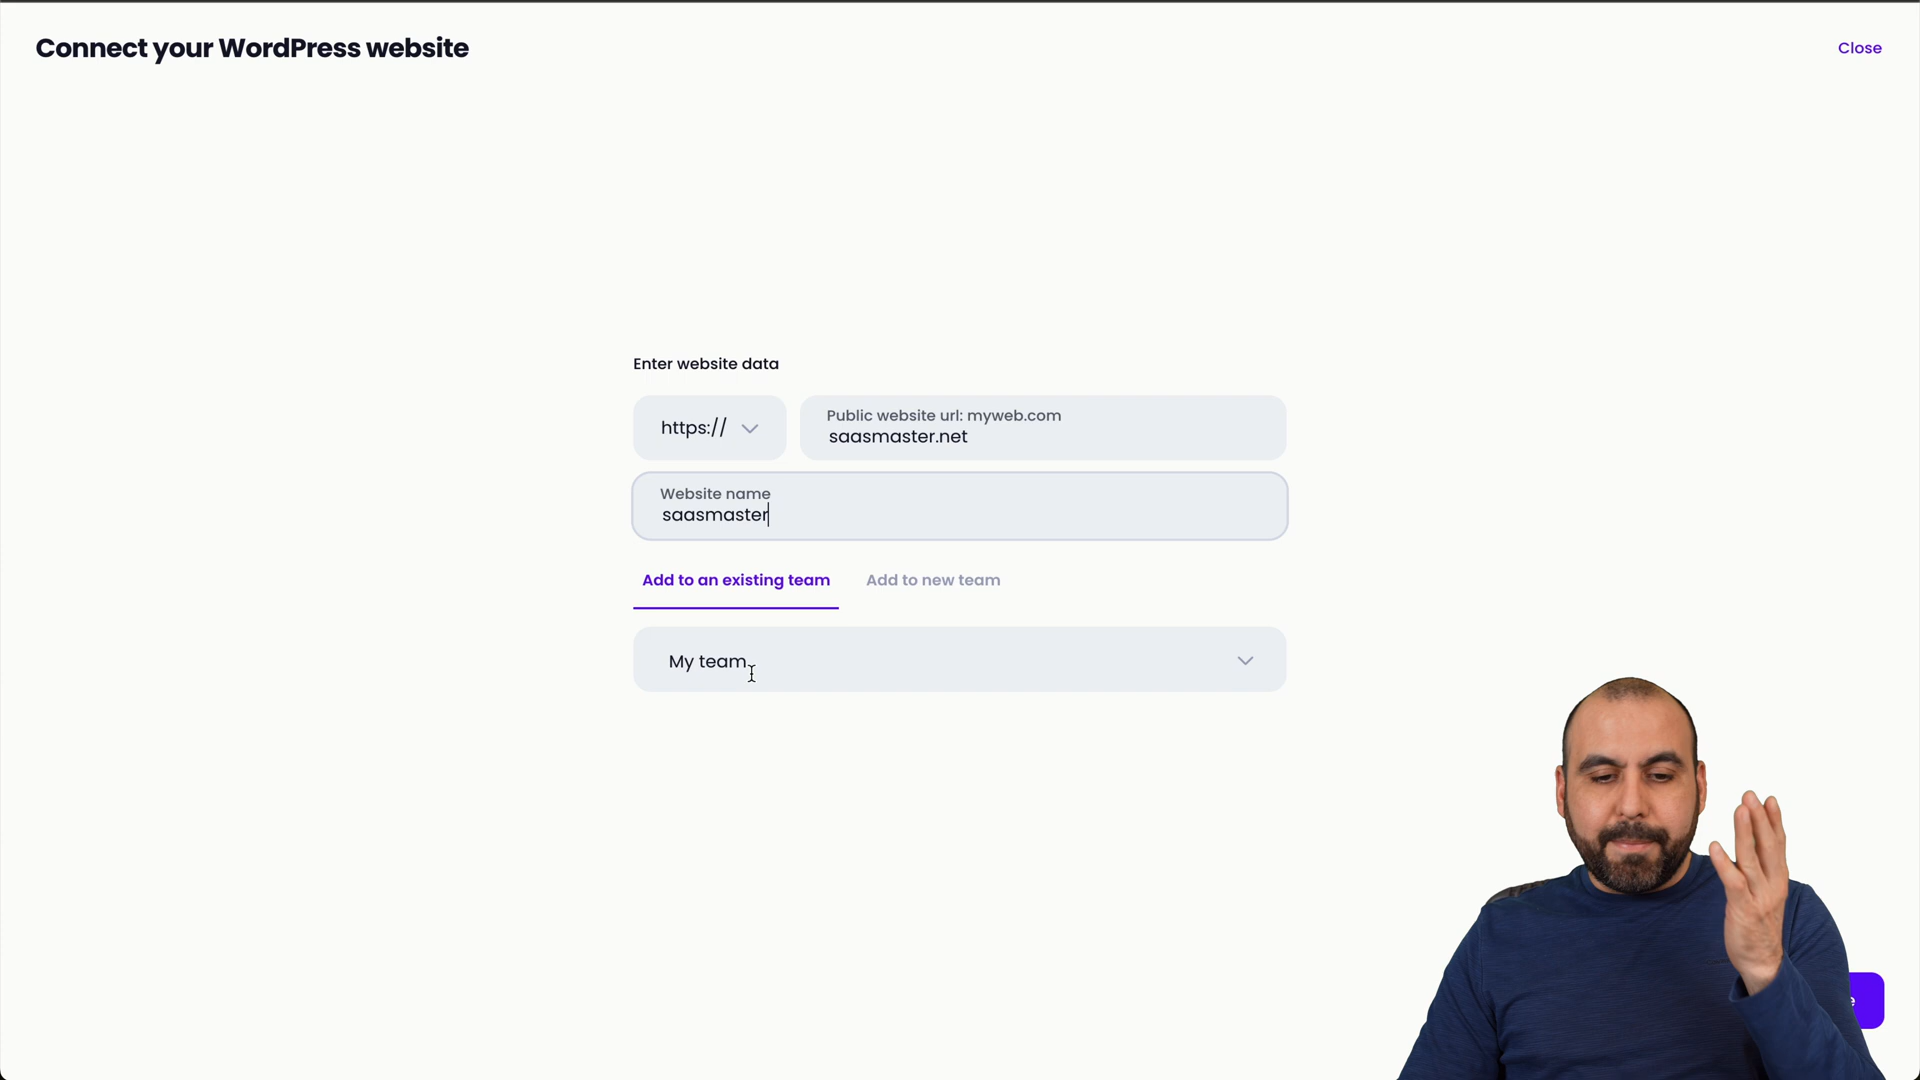 Connect your WordPress website
Close
Enter website data
https://
Public website url: myweb.com
saasmaster.net
Website name
saasmaster
Add to an existing team
Add to new team
My team